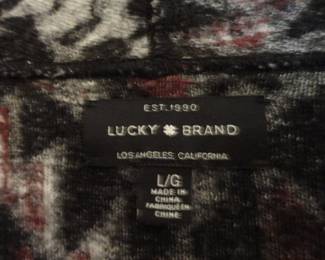 EST. 1990
LUCKY BRAND
LOS ANGELES, CALIFORNIA
L/G
MADE IN
CHINA
FABRIQUÉ EN
CHINE